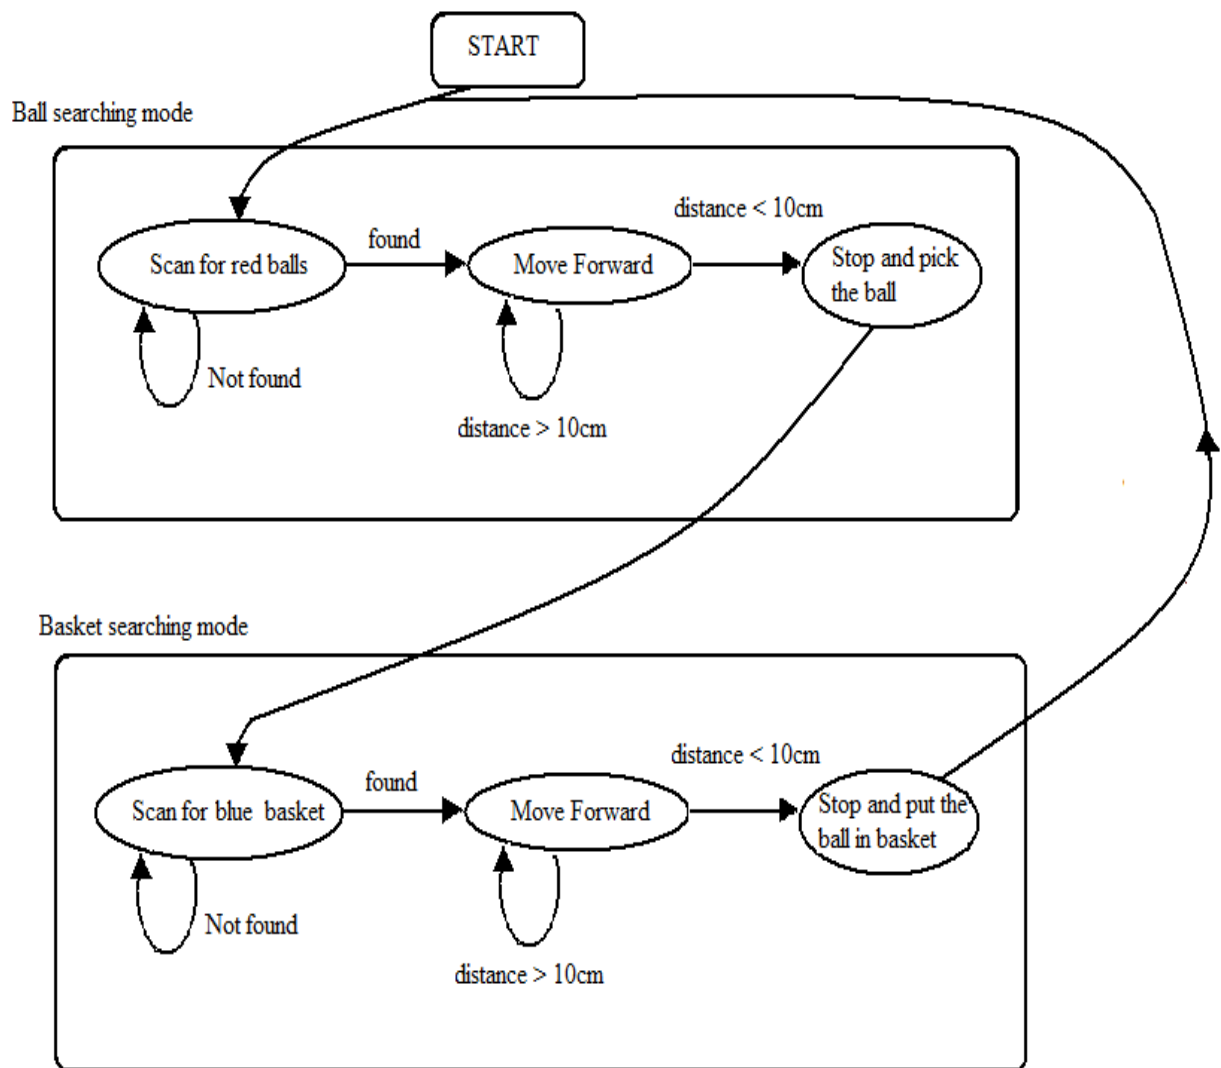 START
Ball searching mode
distance < 10cm
found
Scan for red balls
Move Forward
Stop and pick
the ball
Not found
distance > 10cm
Basket searching mode
distance < 10cm
found
Scan for blue basket
Move Forward
Stop and put the
ball in basket
Not found
distance > 10cm